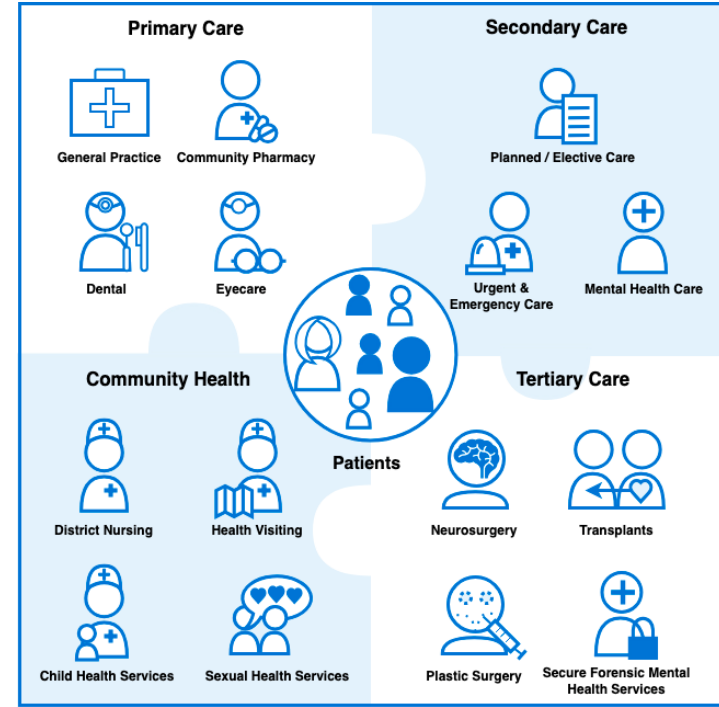 Primary Care
General Practice
Community Pharmacy
Dental
Eyecare
Secondary Care
Planned / Elective Care
Urgent &
Emergency Care
Mental Health Care
Patients
Community Health
District Nursing
Health Visiting
Child Health Services
Sexual Health Services
Tertiary Care
Neurosurgery
Transplants
Plastic Surgery
Secure Forensic Mental
Health Services